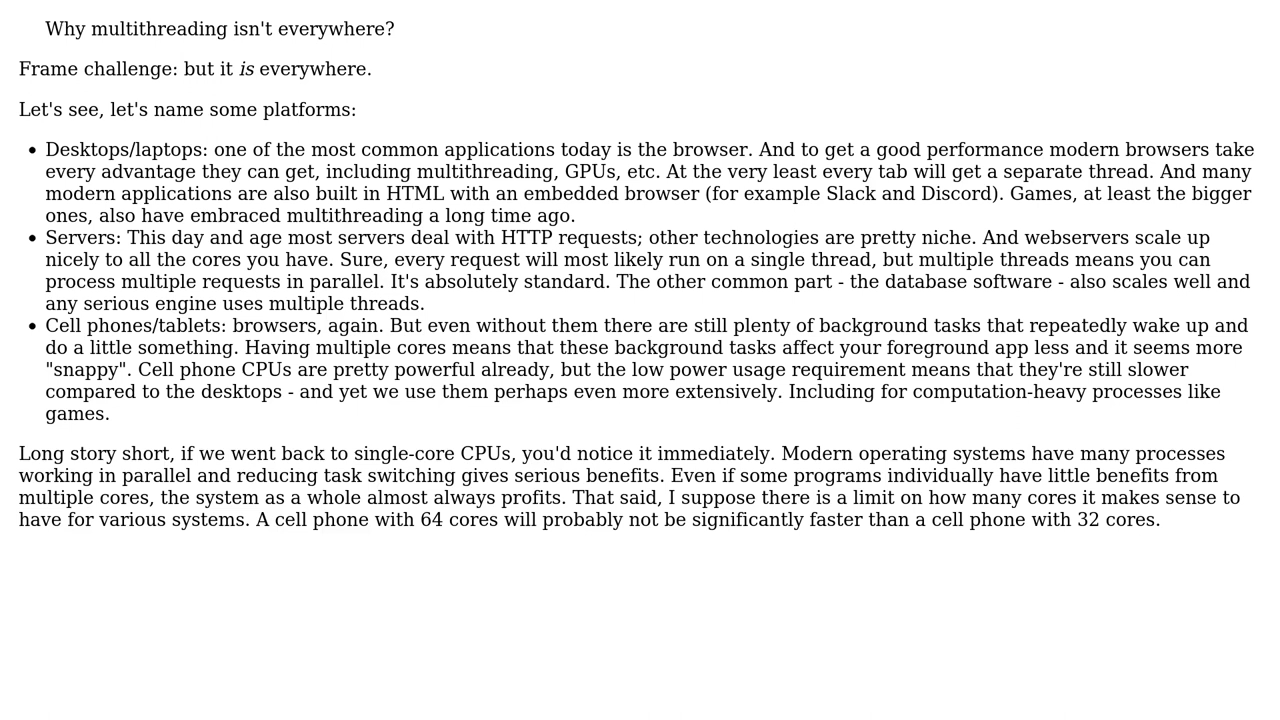 Why multithreading isn't everywhere?
Frame challenge: but it is everywhere.
Let's see, let's name some platforms:
• Desktops/laptops: one of the most common applications today is the browser. And to get a good performance modern browsers take
every advantage they can get, including multithreading, GPUs, etc. At the very least every tab will get a separate thread. And many
modern applications are also built in HTML with an embedded browser (for example Slack and Discord). Games, at least the bigger
ones, also have embraced multithreading a long time ago.
• Servers: This day and age most servers deal with HTTP requests; other technologies are pretty niche. And webservers scale up
nicely to all the cores you have. Sure, every request will most likely run on a single thread, but multiple threads means you can
process multiple requests in parallel. It's absolutely standard. The other common part - the database software - also scales well and
any serious engine uses multiple threads.
• Cell phones/tablets: browsers, again. But even without them there are still plenty of background tasks that repeatedly wake up and
do a little something. Having multiple cores means that these background tasks affect your foreground app less and it seems more
"snappy". Cell phone CPUs are pretty powerful already, but the low power usage requirement means that they're still slower
compared to the desktops - and yet we use them perhaps even more extensively. Including for computation-heavy processes like
games.
Long story short, if we went back to single-core CPUs, you'd notice it immediately. Modern operating systems have many processes
working in parallel and reducing task switching gives serious benefits. Even if some programs individually have little benefits from
multiple cores, the system as a whole almost always profits. That said, I suppose there is a limit on how many cores it makes sense to
have for various systems. A cell phone with 64 cores will probably not be significantly faster than a cell phone with 32 cores.